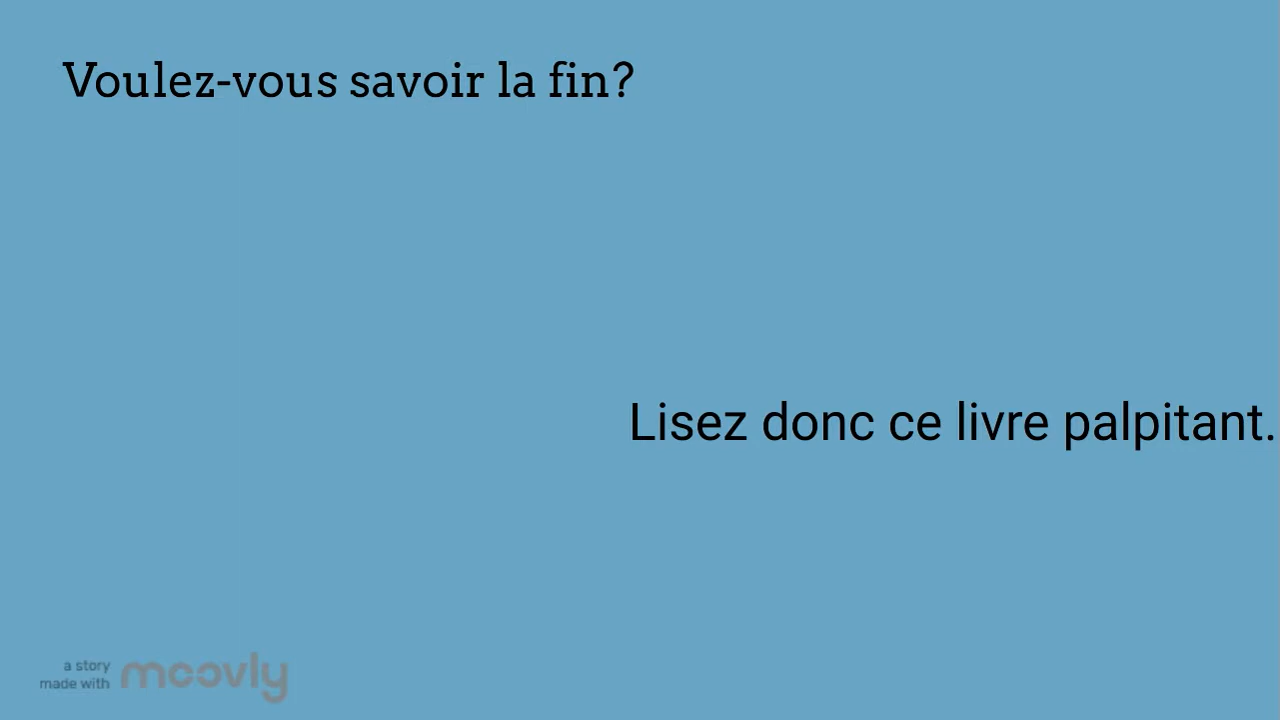 Voulez-vous savoir la fin?
Lisez donc ce livre palpitant.
a story
made with moovly